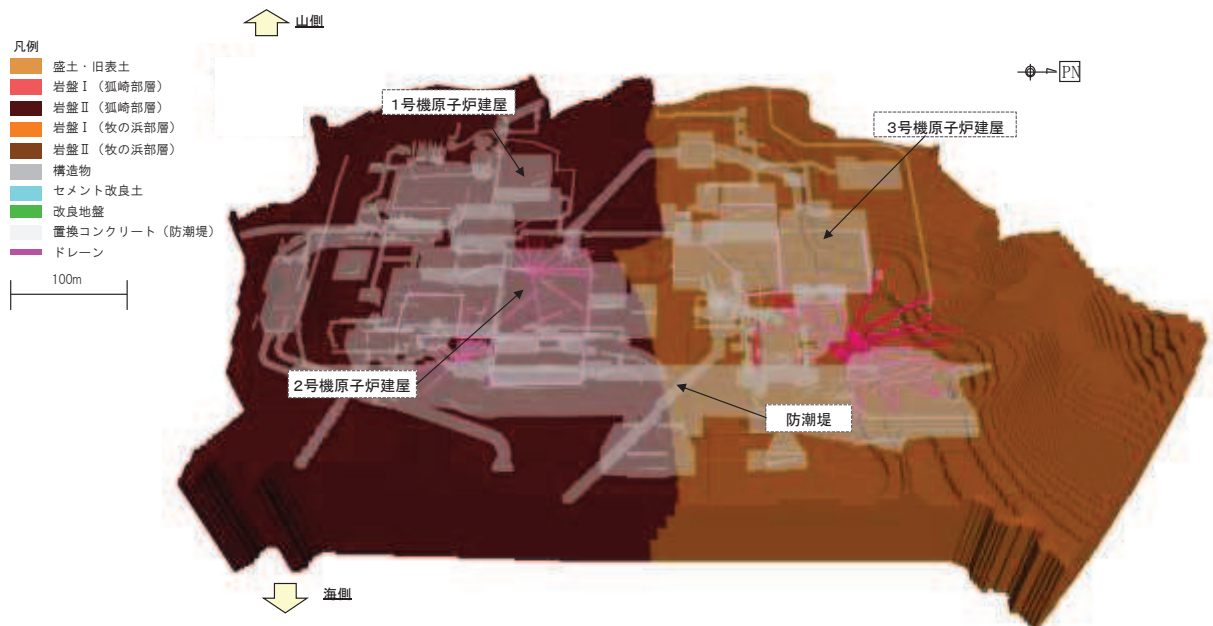 山側
凡例
盛土・旧表土
岩盤Ⅰ（狐崎部層）
岩盤Ⅱ（狐崎部層）
岩盤Ⅰ（牧の浜部層）
岩盤Ⅱ（牧の浜部層）
構造物
セメント改良土
改良地盤
置換コンクリート（防潮堤）
ドレーン
100m
PN
1号機原子炉建屋
3号機原子炉建屋
2号機原子炉建屋
防潮堤
海側